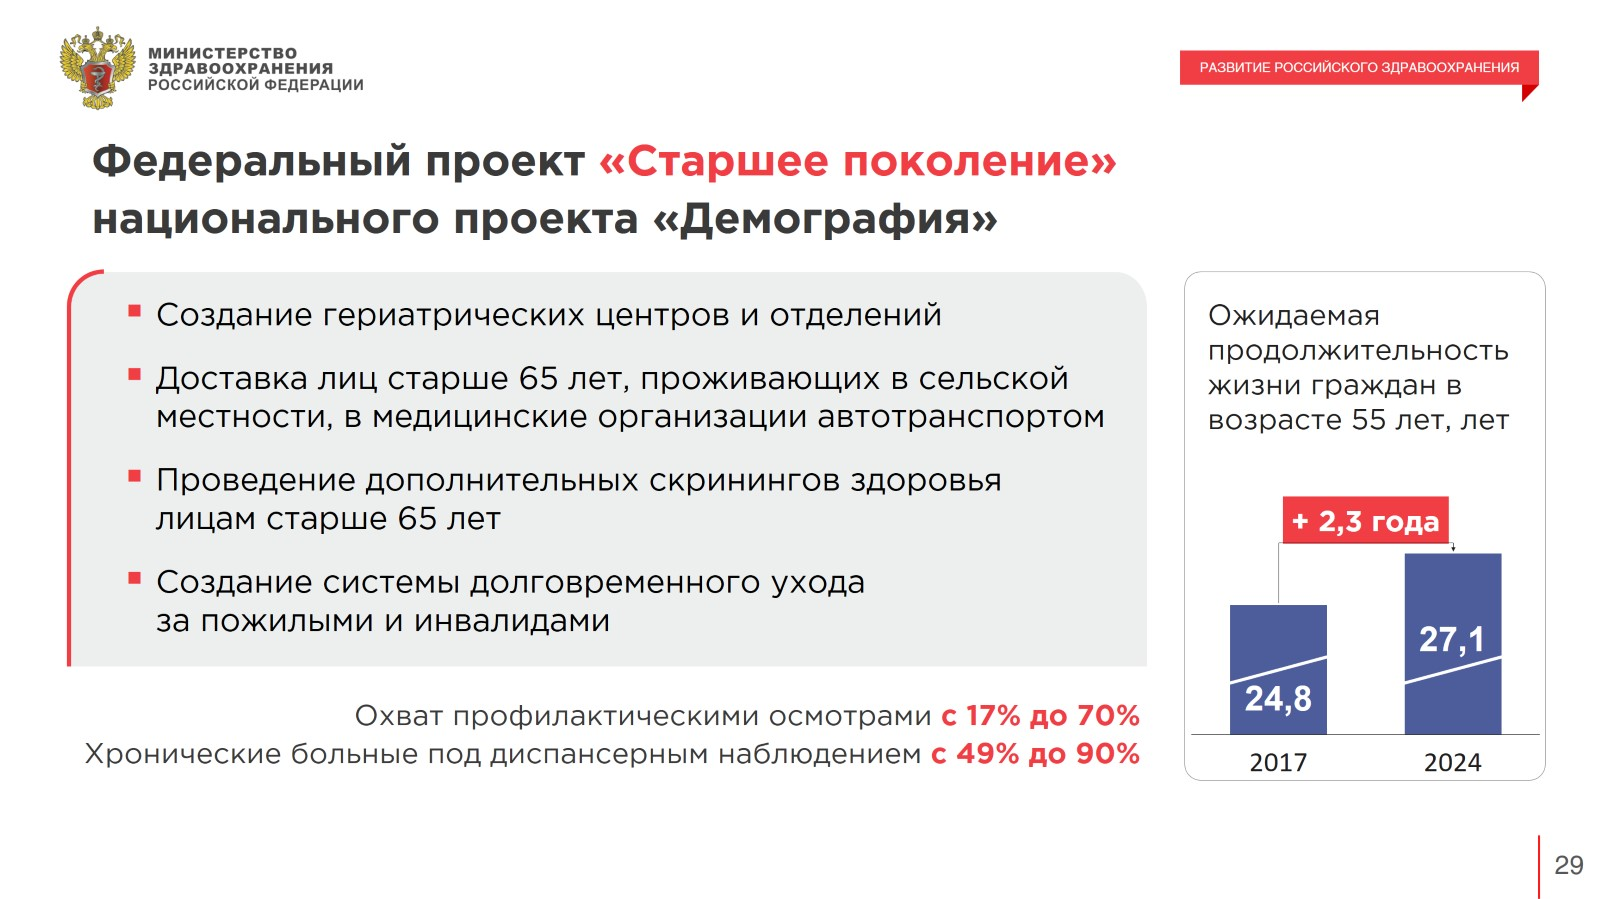 МИНИСТЕРСТВО
ЗДРАВООХРАНЕНИЯ
РОССИЙСКОЙ ФЕДЕРАЦИИ
РАЗВИТИЕ РОССИЙСКОГО ЗДРАВООХРАНЕНИЯ
Федеральный проект «Старшее поколение»
национального проекта «Демография»
Создание гериатрических центров и отделений
Доставка лиц старше 65 лет, проживающих в сельской
местности, в медицинские организации автотранспортом
Проведение дополнительных скринингов здоровья
лицам старше 65 лет
Создание системы долговременного ухода
за пожилыми и инвалидами
Охват профилактическими осмотрами с 17% до 70%
Хронические больные под диспансерным наблюдением с 49% до 90%
Ожидаемая
продолжительность
жизни граждан в
возрасте 55 лет, лет
+ 2,3 года
27,1
24,8
2017
2024
29